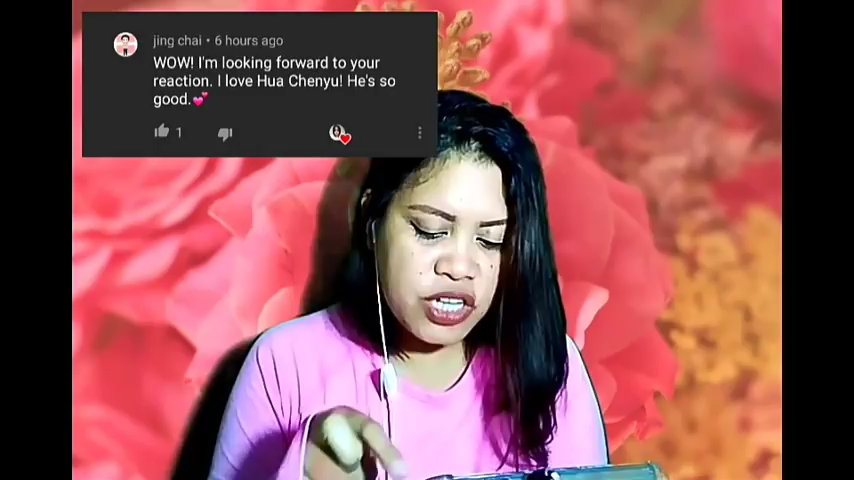 jing chai • 6 hours ago
WOW! I'm looking forward to your
reaction. I love Hua Chenyu! He's so
good.💕
1